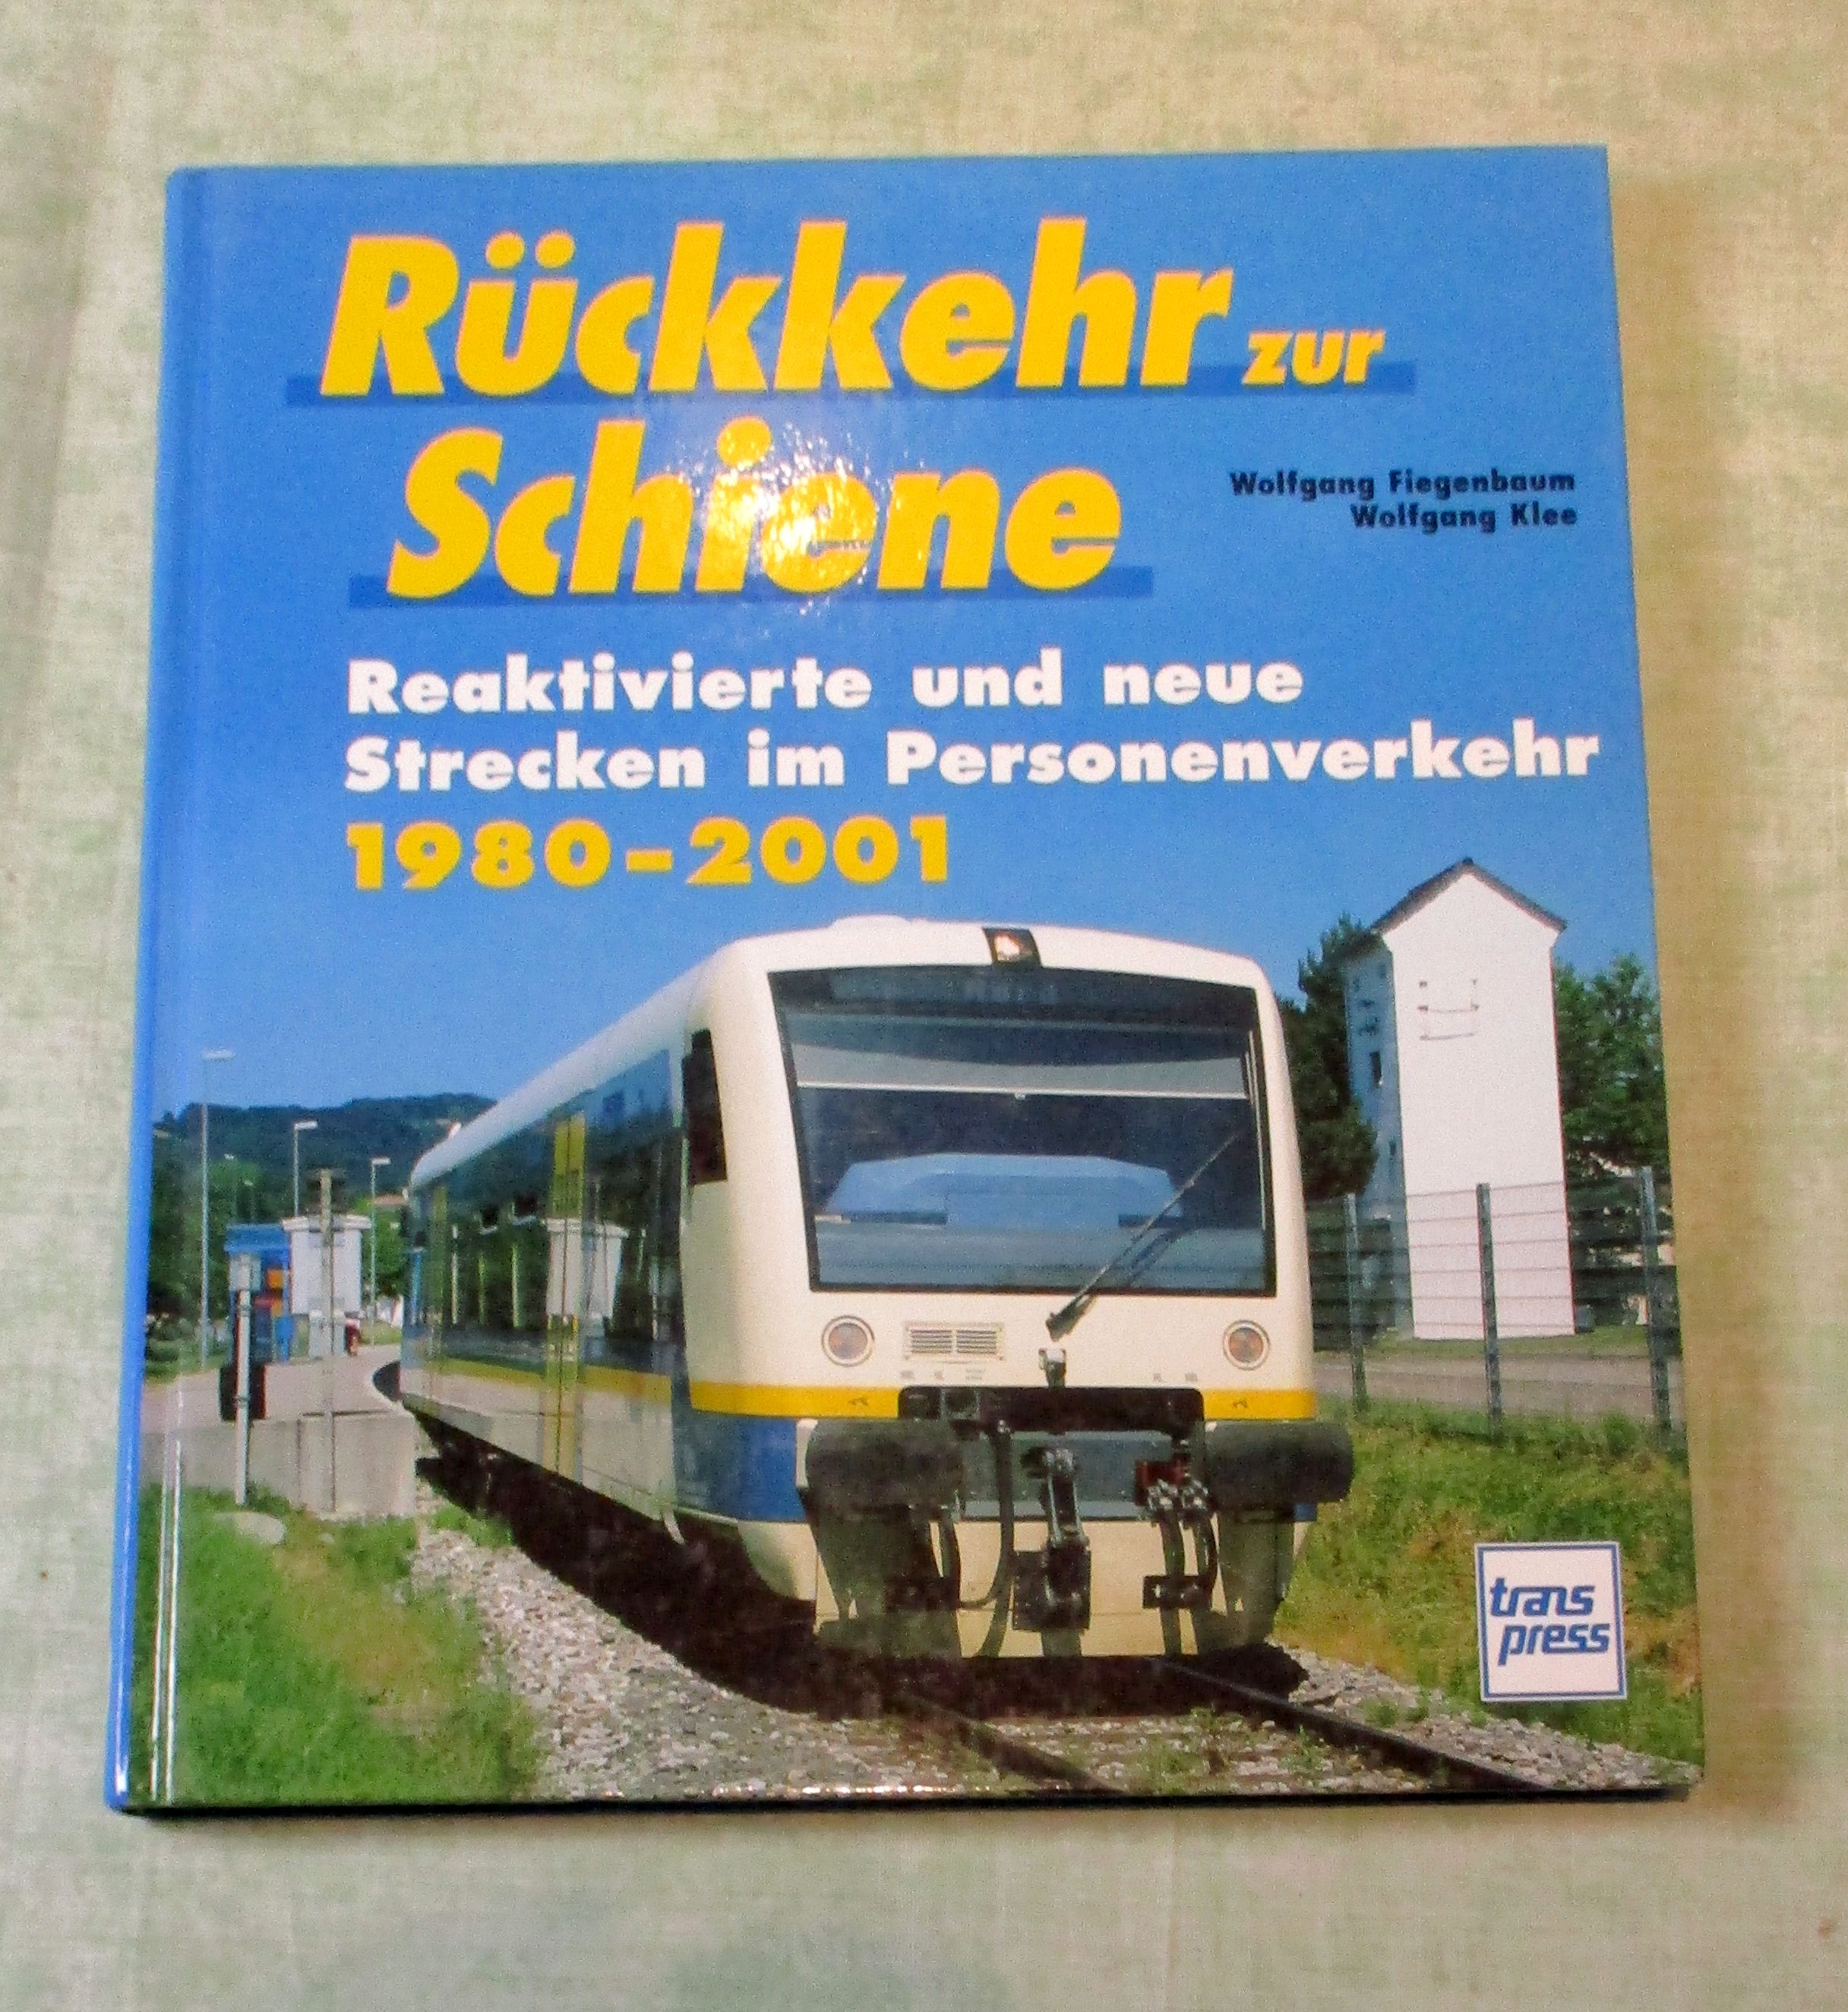 Rückkehr zur
Schiene
Wolfgang Fiegenbaum
Wolfgang Klee
Reaktivierte und neue
Strecken im Personenverkehr
1980–2001
trans
press